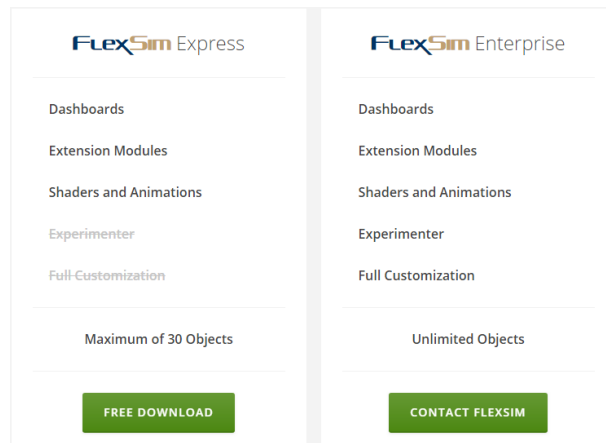 FlexSim Express
Dashboards
Extension Modules
Shaders and Animations
Experimenter
Full Customization
Maximum of 30 Objects
FREE DOWNLOAD
FlexSim Enterprise
Dashboards
Extension Modules
Shaders and Animations
Experimenter
Full Customization
Unlimited Objects
CONTACT FLEXSIM